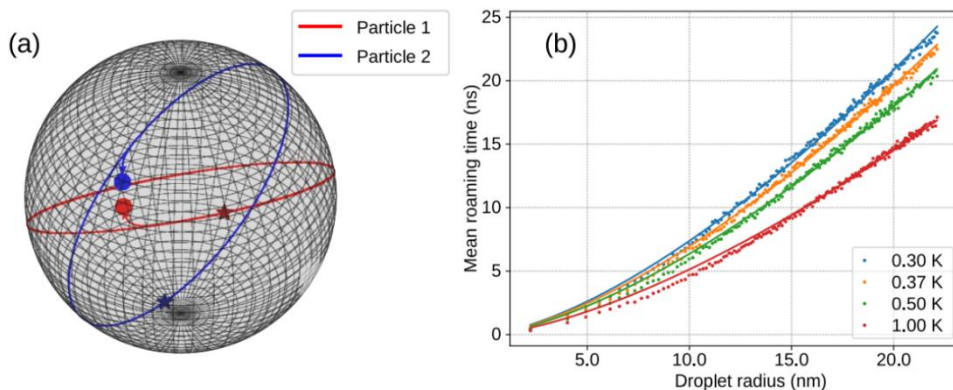 (a)
Particle 1
Particle 2
(b)
Mean roaming time (ns)
25
20
15
10
5
0
5.0
10.0
15.0
20.0
Droplet radius (nm)
0.30 K
0.37 K
0.50 K
1.00 K